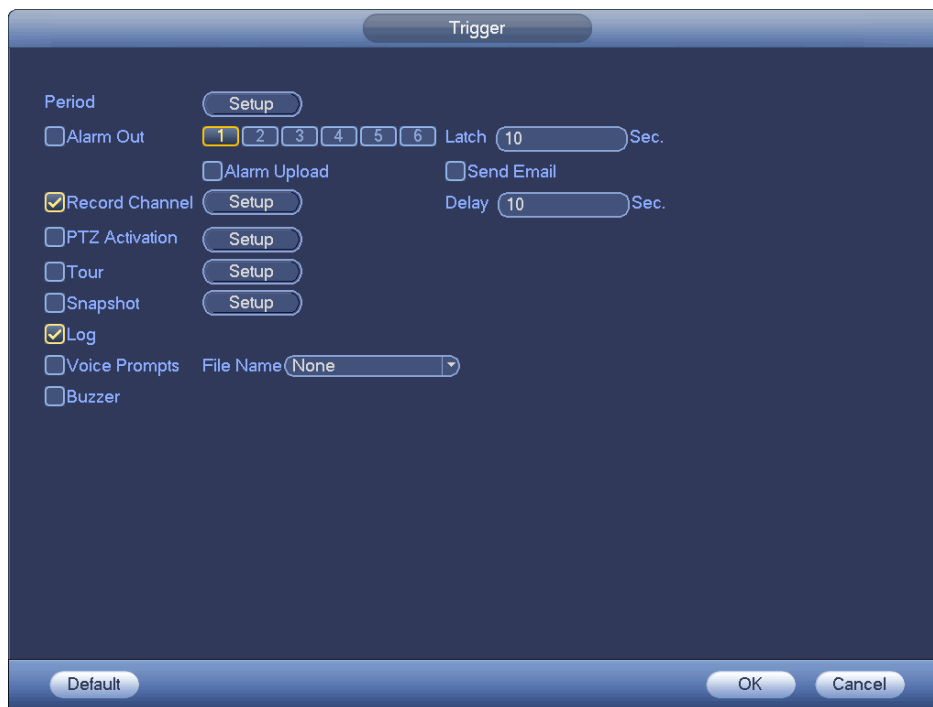 Trigger
Period Setup
Alarm Out 1 2 3 4 5 6 Latch 10 Sec.
Alarm Upload Send Email
Record Channel Setup Delay 10 Sec.
PTZ Activation Setup
Tour Setup
Snapshot Setup
Log
Voice Prompts File Name None
Buzzer
Default OK Cancel